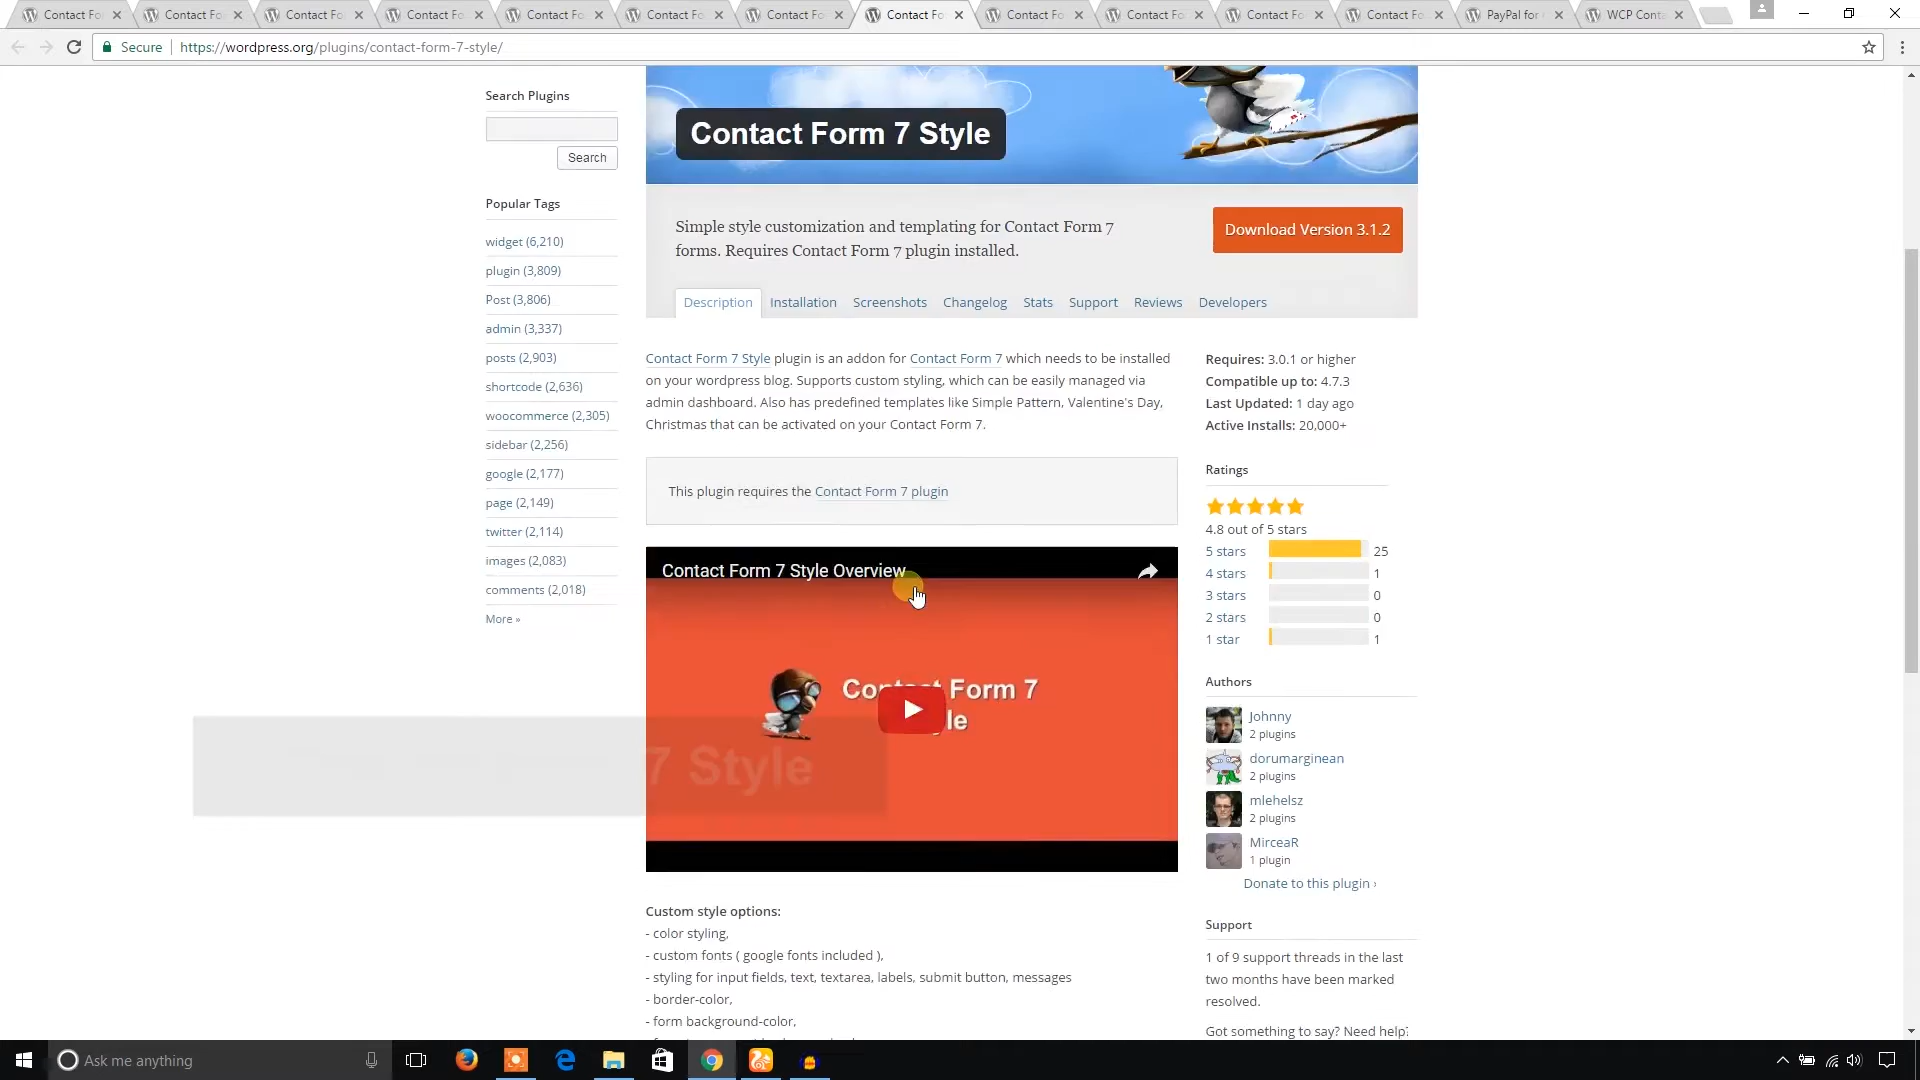 Contact Fo
Contact Fo
Contact Fo
Contact Fo
Contact Fo
Contact Fo
Contact Fo
Contact Fo
Contact Fo
Contact Fo
Contact Fo
Contact Fo
PayPal for
WCP Conta
Secure
https://wordpress.org/plugins/contact-form-7-style/
Search Plugins
Search
Popular Tags
widget (6,210)
plugin (3,809)
Post (3,806)
admin (3,337)
posts (2,903)
shortcode (2,636)
woocommerce (2,305)
sidebar (2,256)
google (2,177)
page (2,149)
twitter (2,114)
images (2,083)
comments (2,018)
More »
Contact Form 7 Style
Simple style customization and templating for Contact Form 7
forms. Requires Contact Form 7 plugin installed.
Download Version 3.1.2
Description Installation Screenshots Changelog Stats Support Reviews Developers
Contact Form 7 Style plugin is an addon for Contact Form 7 which needs to be installed
on your wordpress blog. Supports custom styling, which can be easily managed via
admin dashboard. Also has predefined templates like Simple Pattern, Valentine's Day,
Christmas that can be activated on your Contact Form 7.
This plugin requires the Contact Form 7 plugin
Contact Form 7 Style Overview
Form 7
7 Style
Custom style options:
- color styling,
- custom fonts ( google fonts included ),
- styling for input fields, text, textarea, labels, submit button, messages
- border-color,
- form background-color,
Requires: 3.0.1 or higher
Compatible up to: 4.7.3
Last Updated: 1 day ago
Active Installs: 20,000+
Ratings
4.8 out of 5 stars
5 stars 25
4 stars 1
3 stars 0
2 stars 0
1 star 1
Authors
Johnny
2 plugins
dorumarginean
2 plugins
mlehelsz
2 plugins
MirceaR
1 plugin
Donate to this plugin ›
Support
1 of 9 support threads in the last
two months have been marked
resolved.
Got something to say? Need help?
Ask me anything